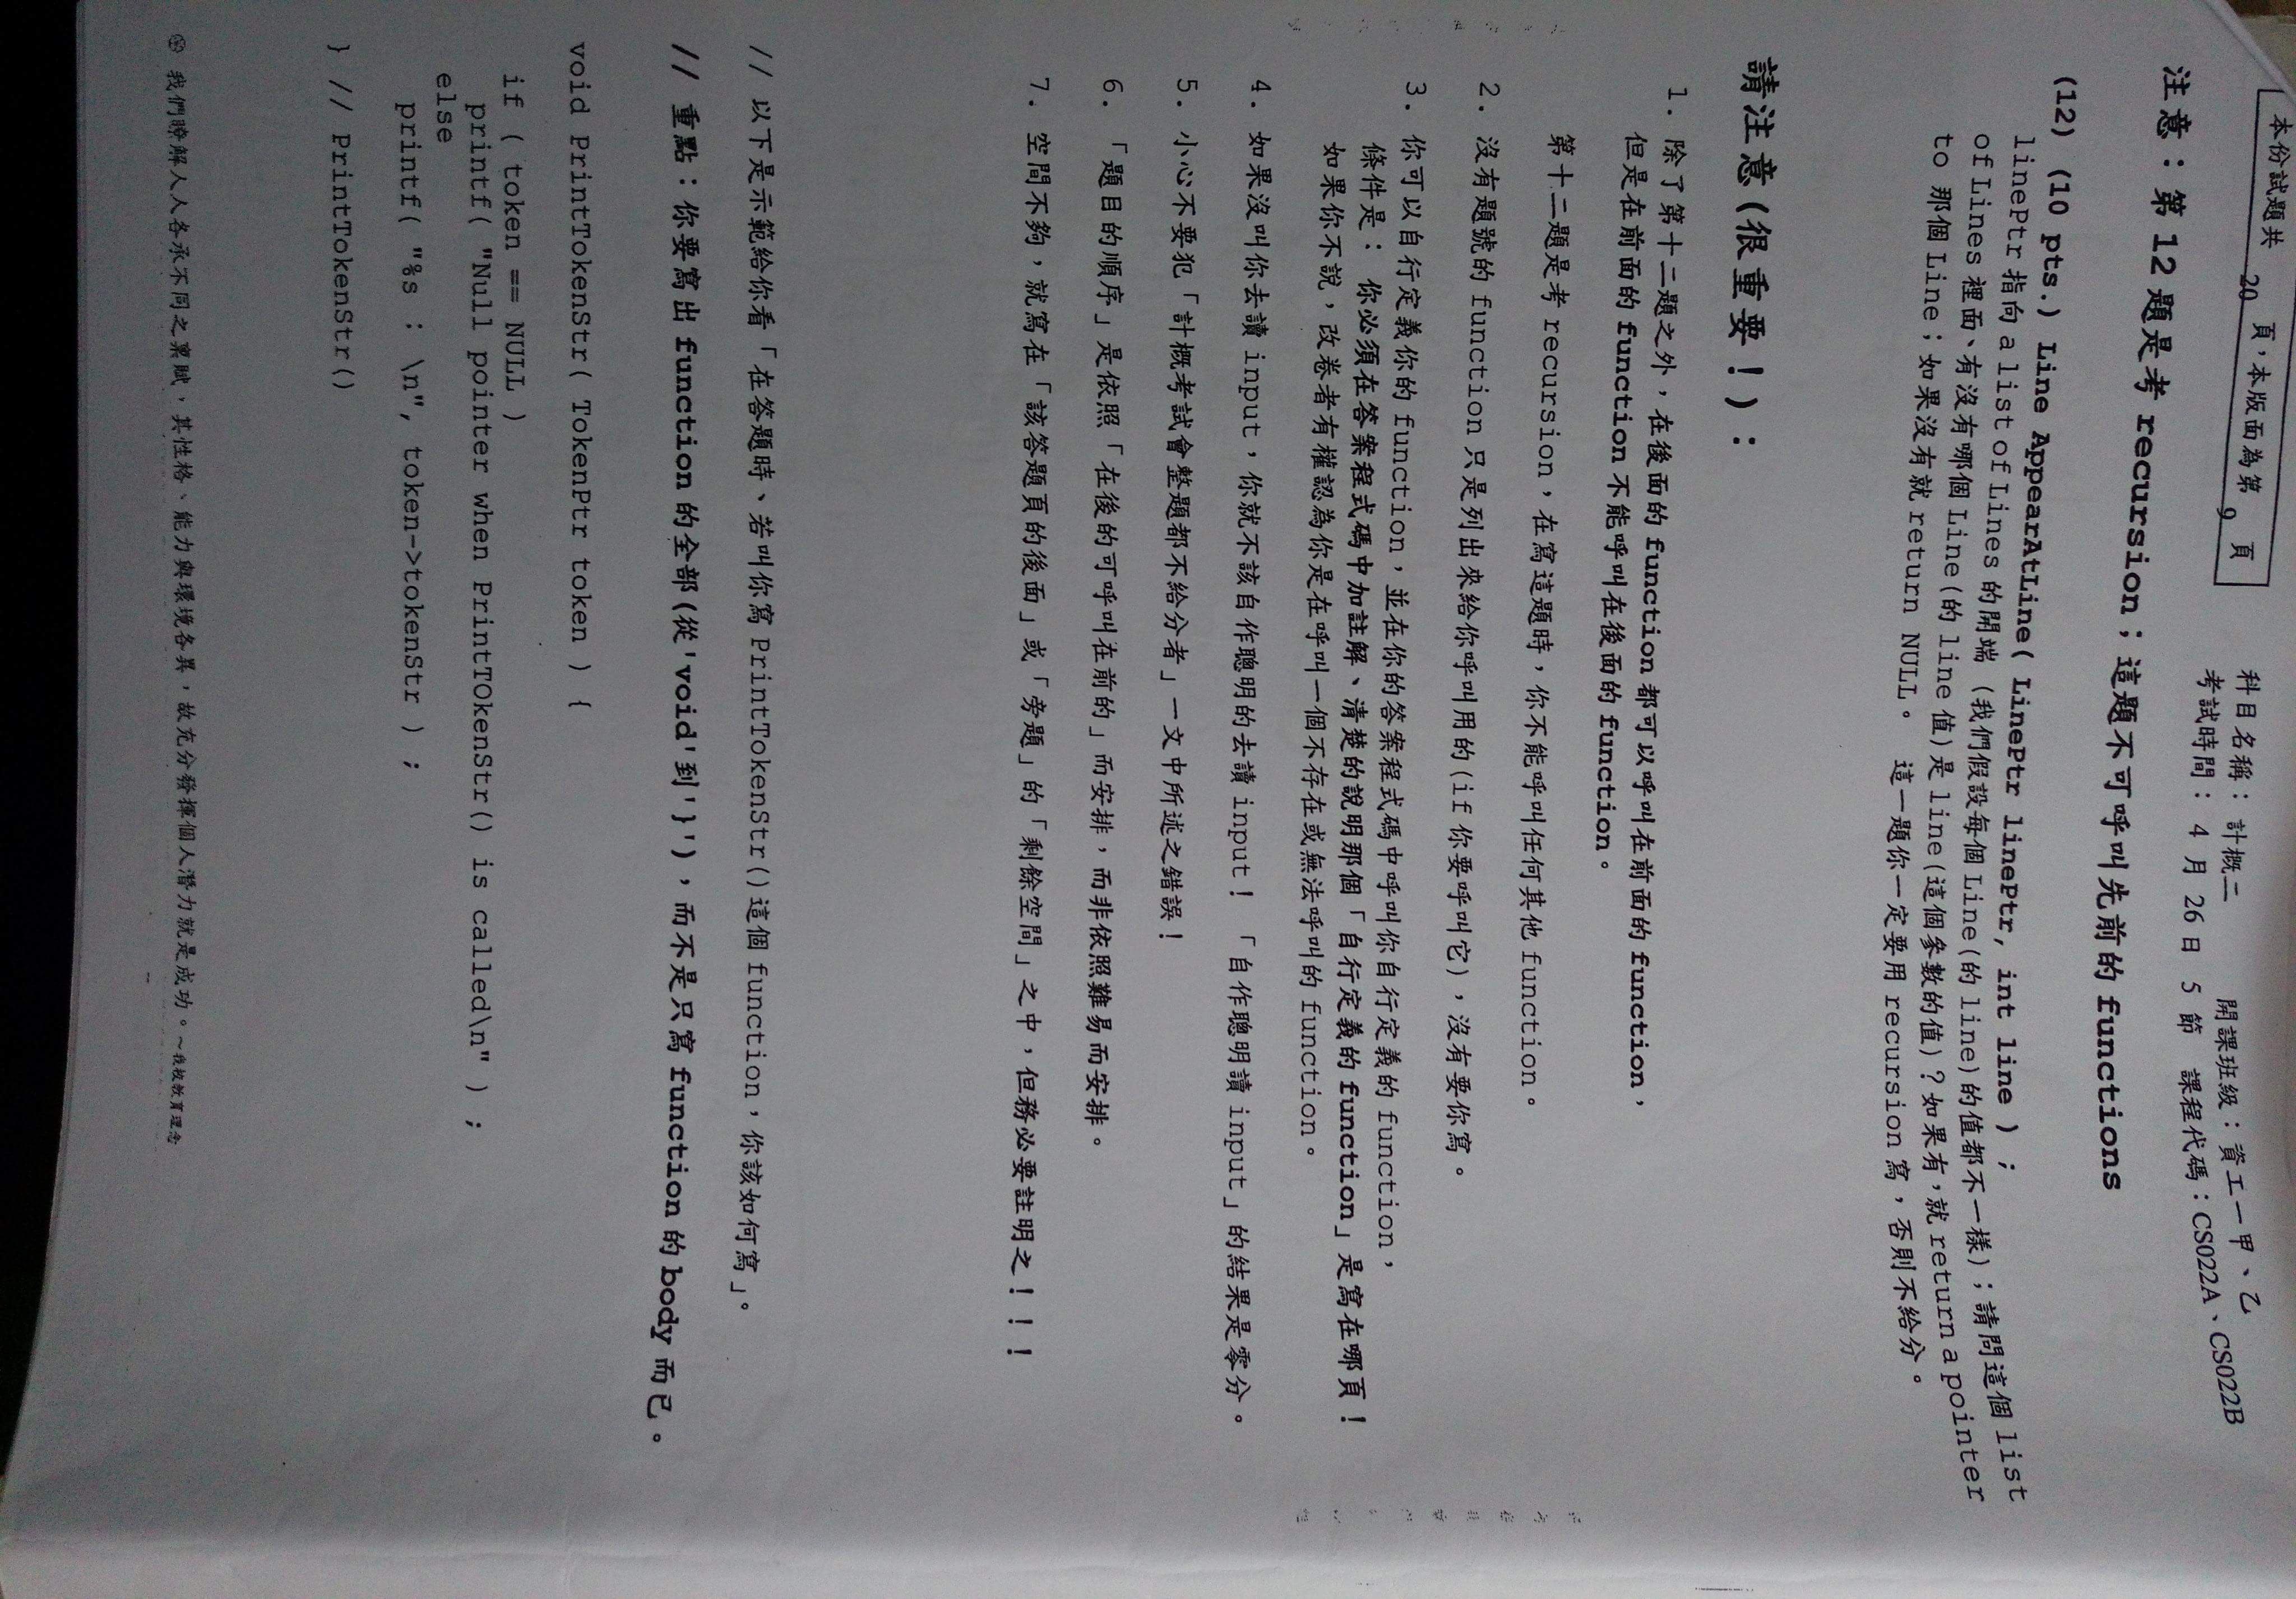 本份試題共 20 頁,本版面為第 9 頁
科目名稱: 計概二 開課班級:資工一甲、乙
考試時間: 4 月 26 日 5 節 課程代碼:CS022A、CS022B
注意:第 12 題是考 recursion;這題不可呼叫先前的 functions
(12) (10 pts.) Line AppearAtLine( LinePtr linePtr, int line ) ;
linePtr 指向 a list of Lines 的開端 (我們假設每個 Line(的 line)的值都不一樣);請問這個 list
of Lines 裡面、有沒有哪個 Line(的 line 值)是 line(這個參數的值)?如果有,就 return a pointer
to 那個 Line;如果沒有就 return NULL。 這一題你一定要用 recursion 寫,否則不給分。
請注意(很重要!):
1. 除了第十二題之外,在後面的 function 都可以呼叫在前面的 function,
但是在前面的 function 不能呼叫在後面的 function。
第十二題是考 recursion,在寫這題時,你不能呼叫任何其他 function。
2. 沒有題號的 function 只是列出來給你呼叫用的(if 你要呼叫它),沒有要你寫。
3. 你可以自行定義你的 function,並在你的答案程式碼中呼叫你自行定義的 function,
條件是: 你必須在答案程式碼中加註解、清楚的說明那個「自行定義的 function」是寫在哪頁!
如果你不說,改卷者有權認為你是在呼叫一個不存在或無法呼叫的 function。
4. 如果沒叫你去讀 input,你就不該自作聰明的去讀 input! 「自作聰明讀 input」的結果是零分。
5. 小心不要犯「計概考試會整題都不給分者」一文中所述之錯誤!
6. 「題目的順序」是依照「在後的可呼叫在前的」而安排,而非依照難易而安排。
7. 空間不夠,就寫在「該答題頁的後面」或「旁題」的「剩餘空間」之中,但務必要註明之!!!
// 以下是示範給你看「在答題時、若叫你寫 PrintTokenStr()這個 function,你該如何寫」。
// 重點:你要寫出 function 的全部(從'void'到'}'),而不是只寫 function 的 body 而已。
void PrintTokenStr( TokenPtr token ) {
if ( token == NULL )
printf( "Null pointer when PrintTOkenStr() is called\n" ) ;
else
printf( "%s : \n", token->tokenStr ) ;
} // PrintTokenStr()
我們瞭解人人各承不同之稟賦,其性格、能力與環境各異,故充分發揮個人潛力就是成功。~我校教育理念